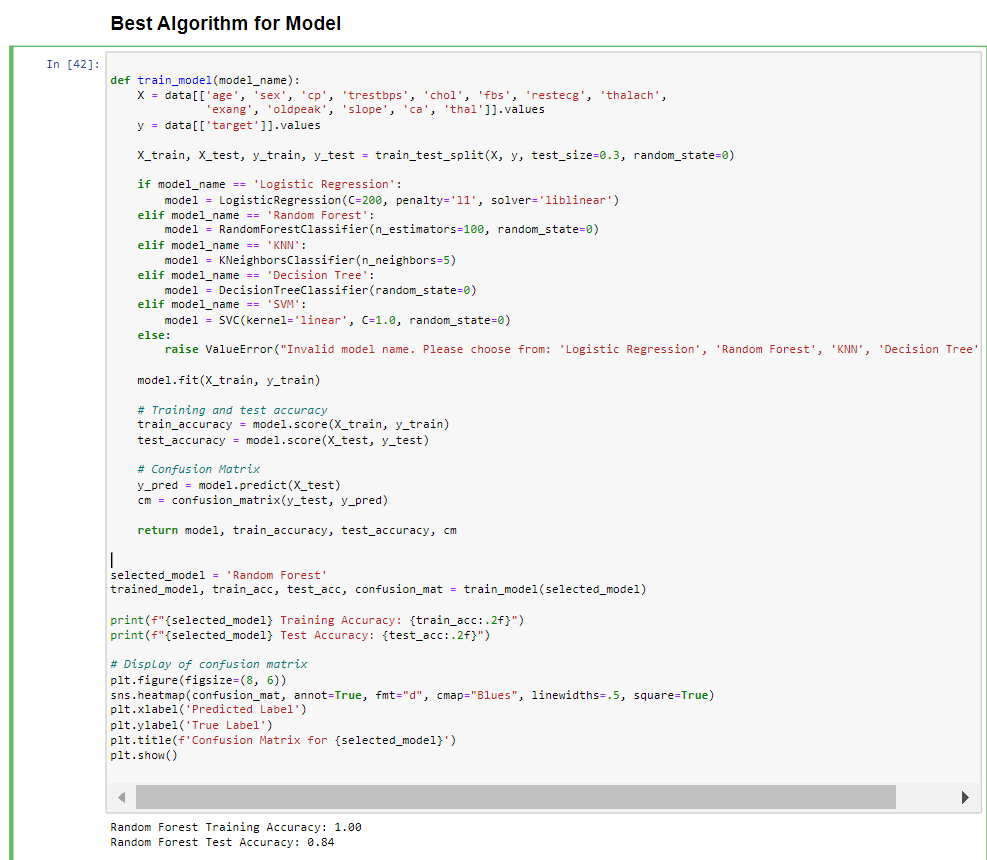 Best Algorithm for Model
In [42]:
def train_model(model_name):
    X = data[['age', 'sex', 'cp', 'trestbps', 'chol', 'fbs', 'restecg', 'thalach',
              'exang', 'oldpeak', 'slope', 'ca', 'thal']].values
    y = data[['target']].values

    X_train, X_test, y_train, y_test = train_test_split(X, y, test_size=0.3, random_state=0)

    if model_name == 'Logistic Regression':
        model = LogisticRegression(C=200, penalty='l1', solver='liblinear')
    elif model_name == 'Random Forest':
        model = RandomForestClassifier(n_estimators=100, random_state=0)
    elif model_name == 'KNN':
        model = KNeighborsClassifier(n_neighbors=5)
    elif model_name == 'Decision Tree':
        model = DecisionTreeClassifier(random_state=0)
    elif model_name == 'SVM':
        model = SVC(kernel='linear', C=1.0, random_state=0)
    else:
        raise ValueError("Invalid model name. Please choose from: 'Logistic Regression', 'Random Forest', 'KNN', 'Decision Tree'

    model.fit(X_train, y_train)

    # Training and test accuracy
    train_accuracy = model.score(X_train, y_train)
    test_accuracy = model.score(X_test, y_test)

    # Confusion Matrix
    y_pred = model.predict(X_test)
    cm = confusion_matrix(y_test, y_pred)

    return model, train_accuracy, test_accuracy, cm

selected_model = 'Random Forest'
trained_model, train_acc, test_acc, confusion_mat = train_model(selected_model)

print(f"{selected_model} Training Accuracy: {train_acc:.2f}")
print(f"{selected_model} Test Accuracy: {test_acc:.2f}")

# Display of confusion matrix
plt.figure(figsize=(8, 6))
sns.heatmap(confusion_mat, annot=True, fmt="d", cmap="Blues", linewidths=.5, square=True)
plt.xlabel('Predicted Label')
plt.ylabel('True Label')
plt.title(f'Confusion Matrix for {selected_model}')
plt.show()

Random Forest Training Accuracy: 1.00
Random Forest Test Accuracy: 0.84